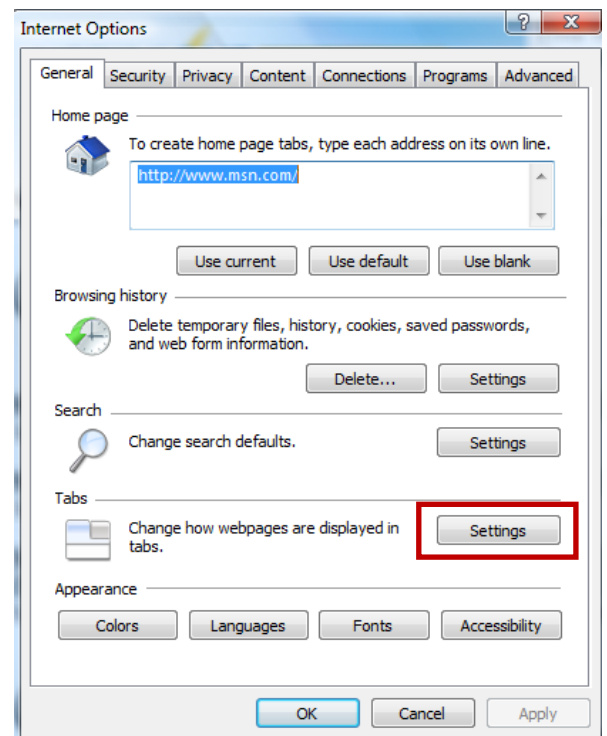 Internet Options
General Security Privacy Content Connections Programs Advanced
Home page
To create home page tabs, type each address on its own line.
http://www.msn.com/
Use current Use default Use blank
Browsing history
Delete temporary files, history, cookies, saved passwords,
and web form information.
Delete... Settings
Search
Change search defaults. Settings
Tabs
Change how webpages are displayed in
tabs.
Settings
Appearance
Colors Languages Fonts Accessibility
OK Cancel Apply